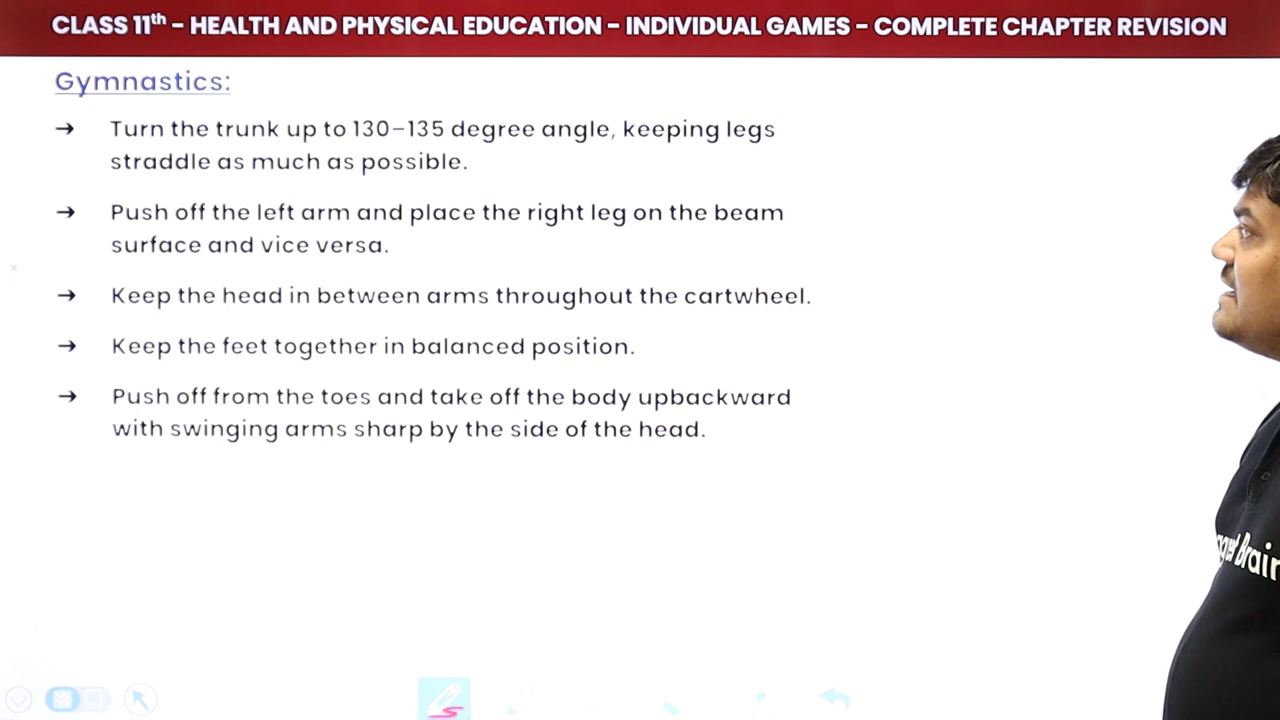 CLASS 11th – HEALTH AND PHYSICAL EDUCATION – INDIVIDUAL GAMES – COMPLETE CHAPTER REVISION
Gymnastics:
→ Turn the trunk up to 130–135 degree angle, keeping legs
straddle as much as possible.
→ Push off the left arm and place the right leg on the beam
surface and vice versa.
→ Keep the head in between arms throughout the cartwheel.
→ Keep the feet together in balanced position.
→ Push off from the toes and take off the body upbackward
with swinging arms sharp by the side of the head.